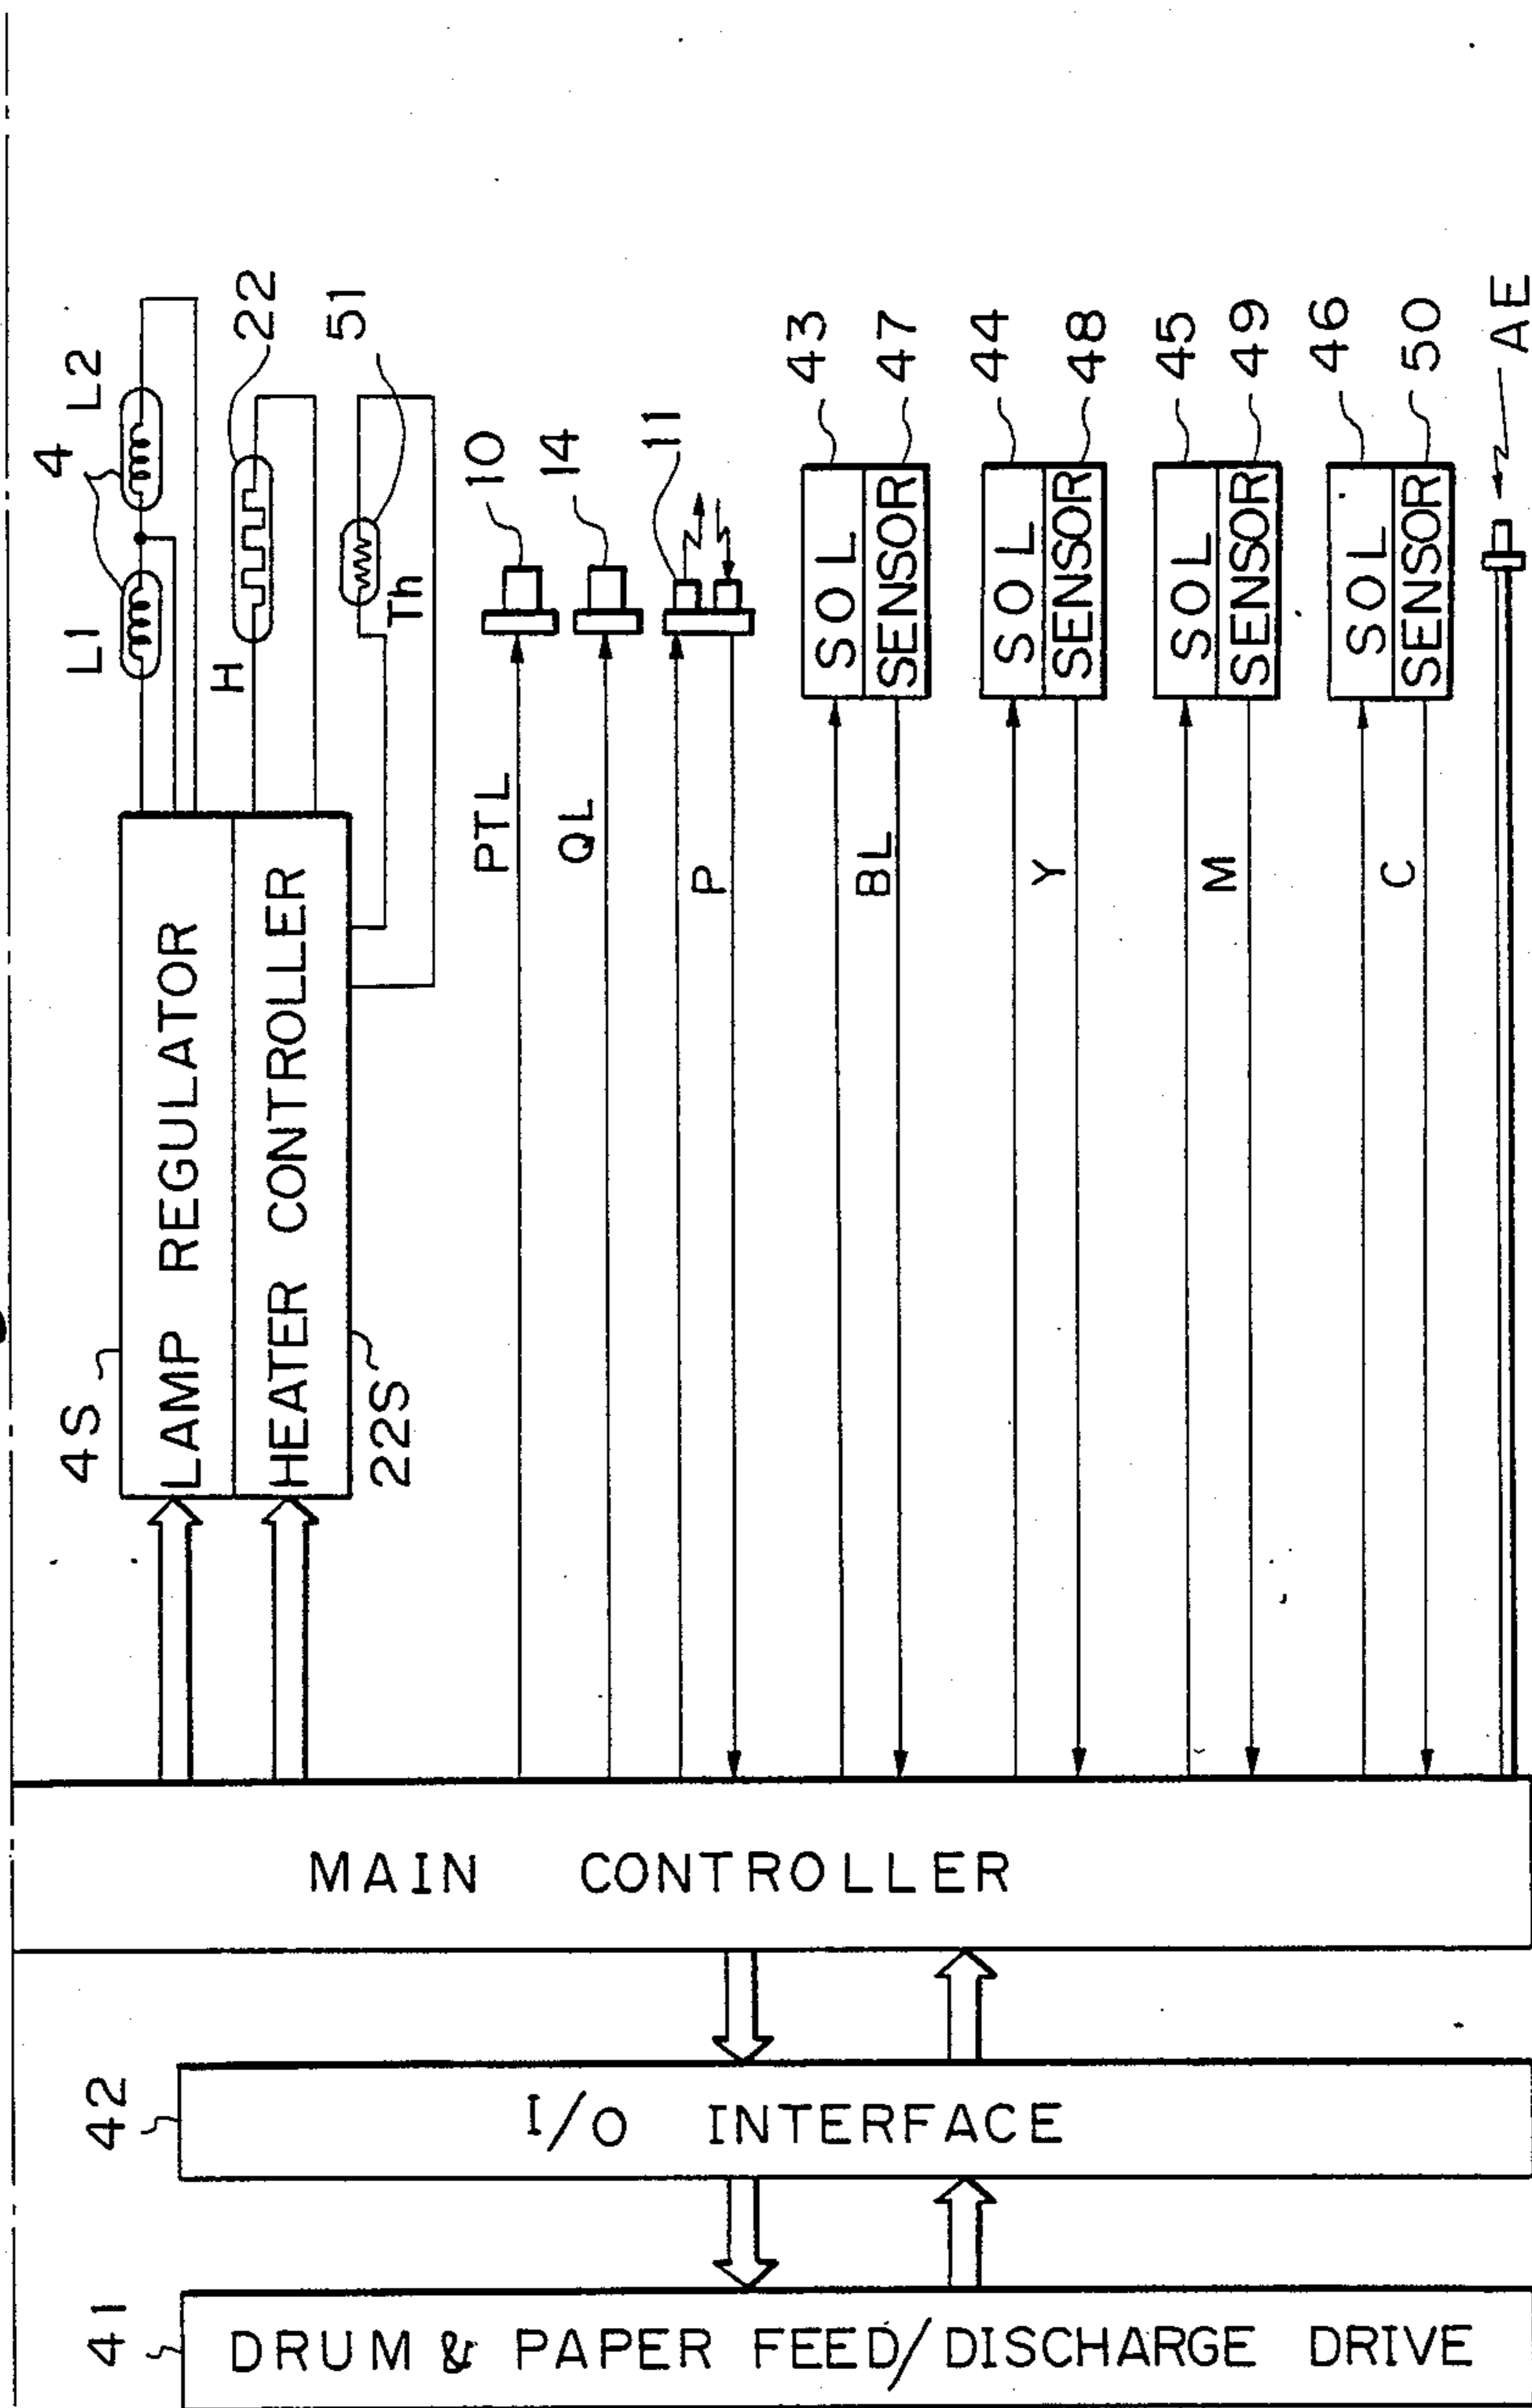 4S
LAMP REGULATOR
HEATER CONTROLLER
22S
L1
4
L2
H
22
Th
51
PTL
10
QL
14
P
11
BL
SOL
43
SENSOR
47
Y
SOL
44
SENSOR
48
M
SOL
45
SENSOR
49
C
SOL
46
SENSOR
50
AE
MAIN CONTROLLER
42
I/O INTERFACE
41
DRUM & PAPER FEED/DISCHARGE DRIVE